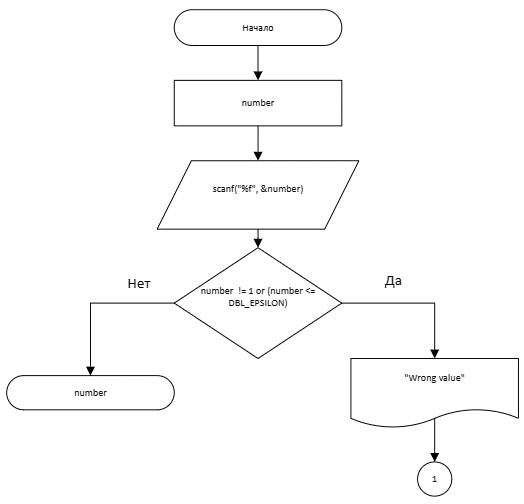 Начало
number
scanf("%f", &number)
number != 1 or (number <=
DBL_EPSILON)
Нет
Да
number
"Wrong value"
1